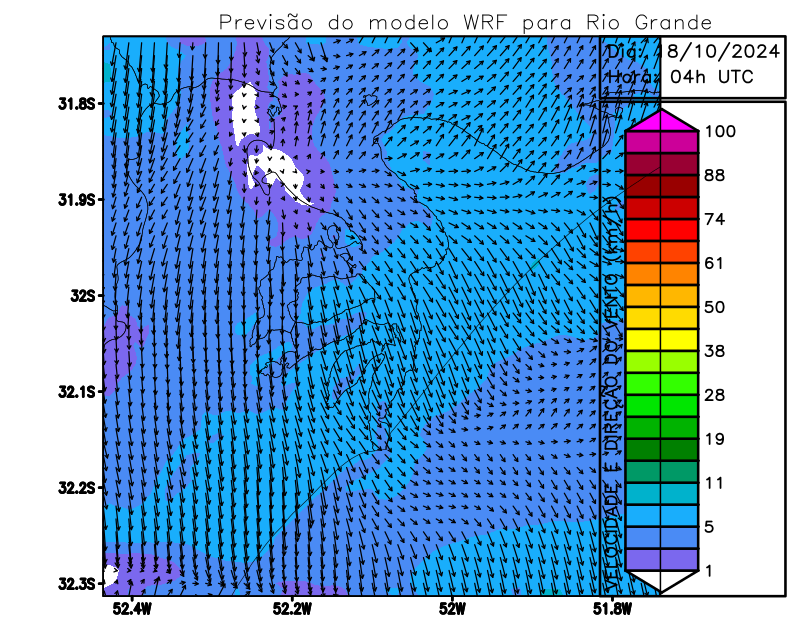 Previsão do modelo WRF para Rio Grande
Dia: 8/10/2024
Hora: 04h UTC
31.8S
31.9S
32S
32.1S
32.2S
32.3S
52.4W
52.2W
52W
51.8W
VELOCIDADE E DIREÇÃO DO VENTO (km/h)
100
88
74
61
50
38
28
19
11
5
1